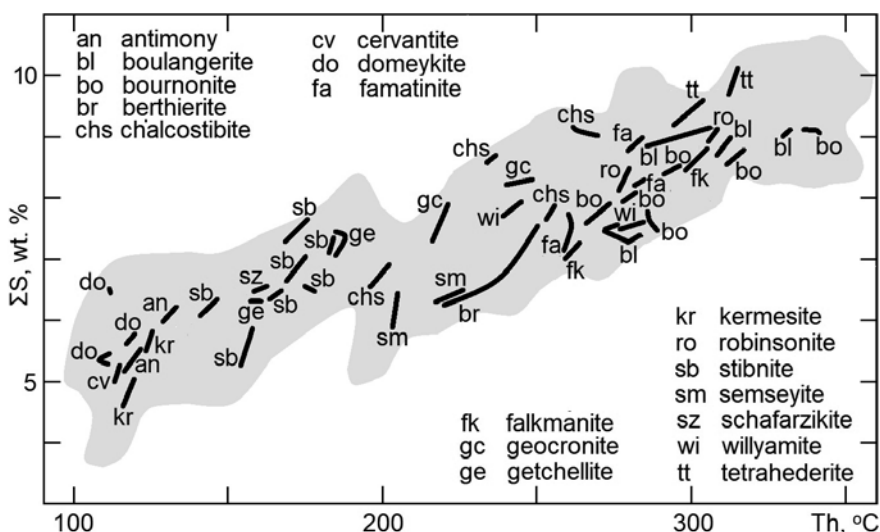 an antimony
bl boulangerite
bo bournonite
br berthierite
chs chalcostibite
cv cervantite
do domeykite
fa famatinite
10
5
ΣS, wt. %
tt
tt
chs
fa
ro
bl
bl
bo
fk
bo
bl
bo
chs
gc
ro
fa
gc
wi
chs
bo
wi
bo
bo
bl
fa
fk
sb
sb
ge
sb
sz
sb
ge
sb
sb
sb
chs
sm
br
sm
do
an
do
kr
do
an
cv
kr
kr kermesite
ro robinsonite
sb stibnite
sm semseyite
sz schafarzikite
wi willyamite
tt tetrahederite
fk falkmanite
gc geocronite
ge getchellite
100
200
300
Th, ºC